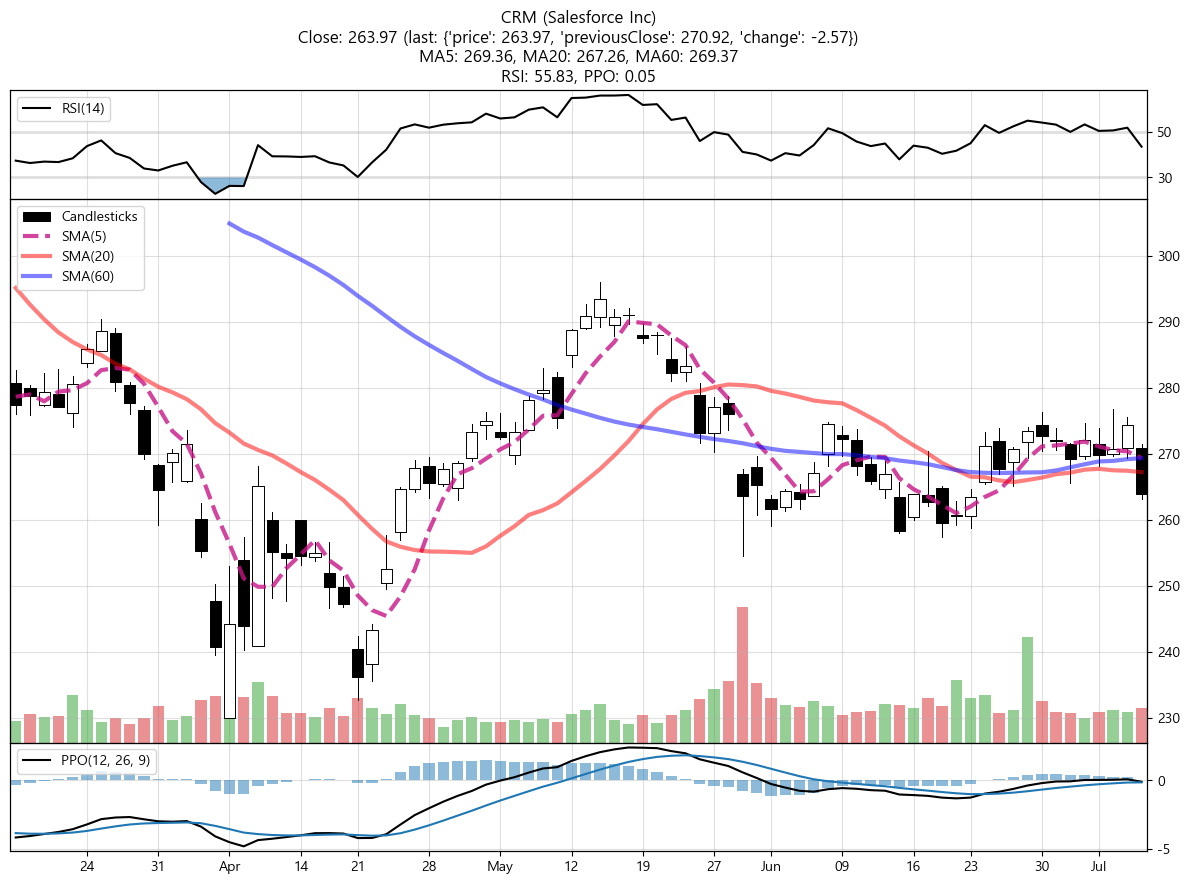 CRM (Salesforce Inc)
Close: 263.97 (last: {'price': 263.97, 'previousClose': 270.92, 'change': -2.57})
MA5: 269.36, MA20: 267.26, MA60: 269.37
RSI: 55.83, PPO: 0.05
RSI(14)
50
30
Candlesticks
SMA(5)
SMA(20)
SMA(60)
300
290
280
270
260
250
240
230
PPO(12, 26, 9)
0
-5
24 31 Apr 14 21 28 May 12 19 27 Jun 09 16 23 30 Jul